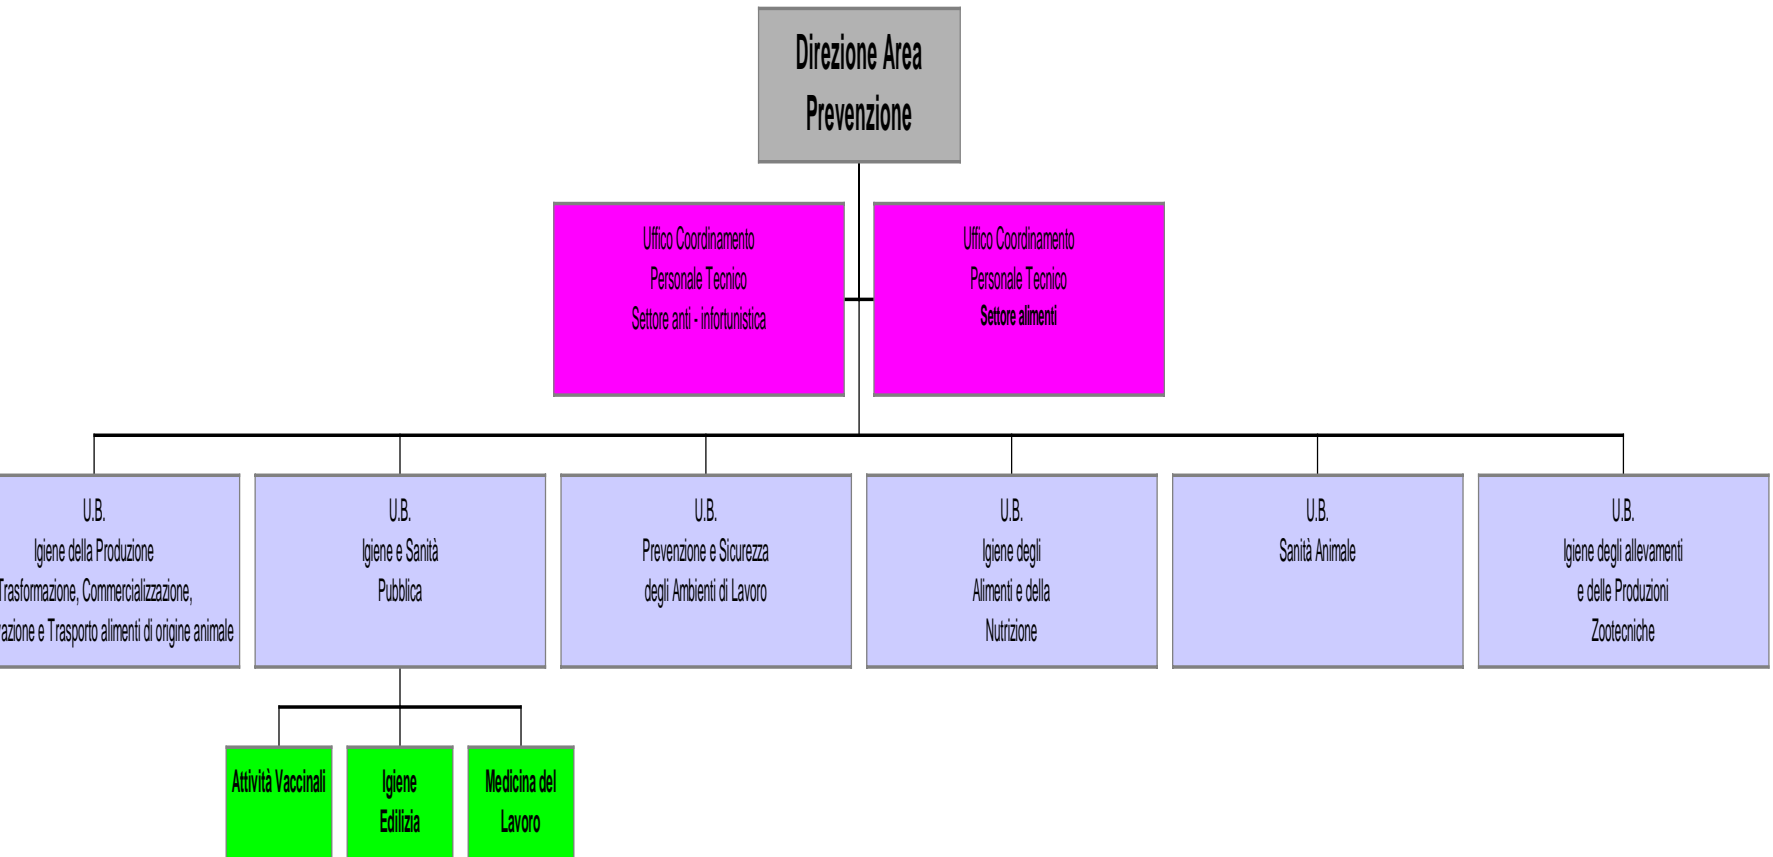 Direzione Area
Prevenzione
Uffico Coordinamento
Personale Tecnico
Settore anti - infortunistica
Uffico Coordinamento
Personale Tecnico
Settore alimenti
U.B.
Igiene della Produzione
Trasformazione, Commercializzazione,
e Trasporto alimenti di origine animale
U.B.
Igiene e Sanità
Pubblica
U.B.
Prevenzione e Sicurezza
degli Ambienti di Lavoro
U.B.
Igiene degli
Alimenti e della
Nutrizione
U.B.
Sanità Animale
U.B.
Igiene degli allevamenti
e delle Produzioni
Zootecniche
Attività Vaccinali
Igiene
Edilizia
Medicina del
Lavoro